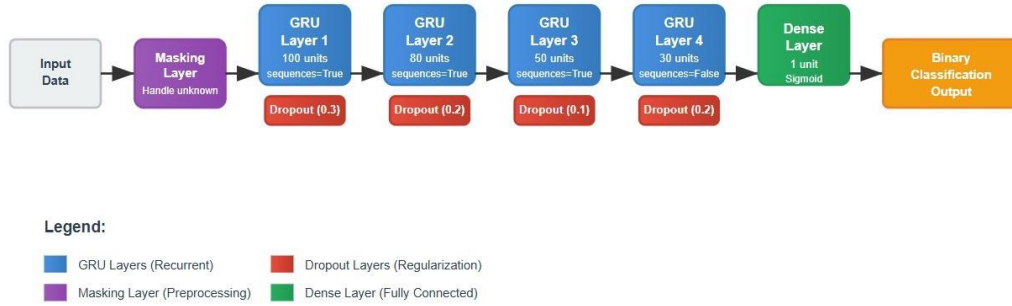 Input
Data
Masking
Layer
Handle unknown
GRU
Layer 1
100 units
sequences=True
Dropout (0.3)
GRU
Layer 2
80 units
sequences=True
Dropout (0.2)
GRU
Layer 3
50 units
sequences=True
Dropout (0.1)
GRU
Layer 4
30 units
sequences=False
Dropout (0.2)
Dense
Layer
1 unit
Sigmoid
Binary
Classification
Output
Legend:
GRU Layers (Recurrent)
Dropout Layers (Regularization)
Masking Layer (Preprocessing)
Dense Layer (Fully Connected)